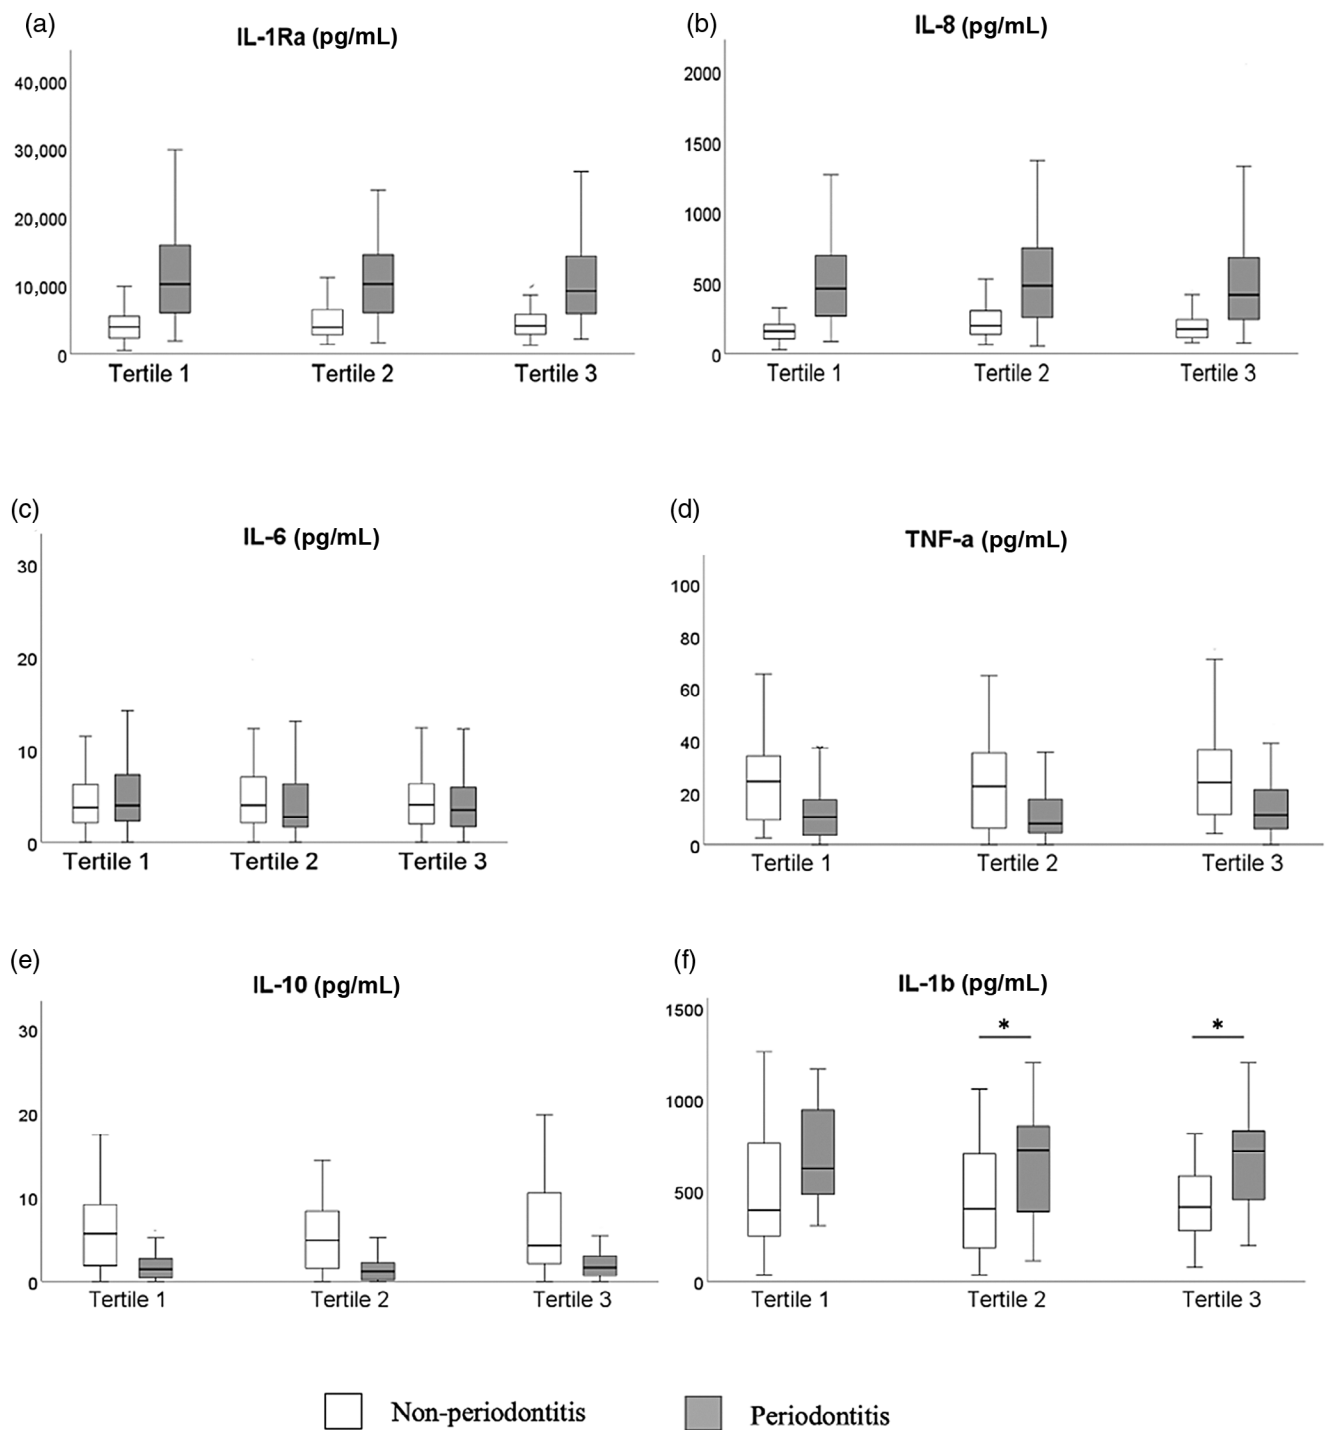 (a)
IL-1Ra (pg/mL)
40,000
30,000
20,000
10,000
0
Tertile 1 Tertile 2 Tertile 3
(b)
IL-8 (pg/mL)
2000
1500
1000
500
0
Tertile 1 Tertile 2 Tertile 3
(c)
IL-6 (pg/mL)
30
20
10
0
Tertile 1 Tertile 2 Tertile 3
(d)
TNF-a (pg/mL)
100
80
60
40
20
0
Tertile 1 Tertile 2 Tertile 3
(e)
IL-10 (pg/mL)
30
20
10
0
Tertile 1 Tertile 2 Tertile 3
(f)
IL-1b (pg/mL)
1500
* *
1000
500
0
Tertile 1 Tertile 2 Tertile 3
Non-periodontitis Periodontitis